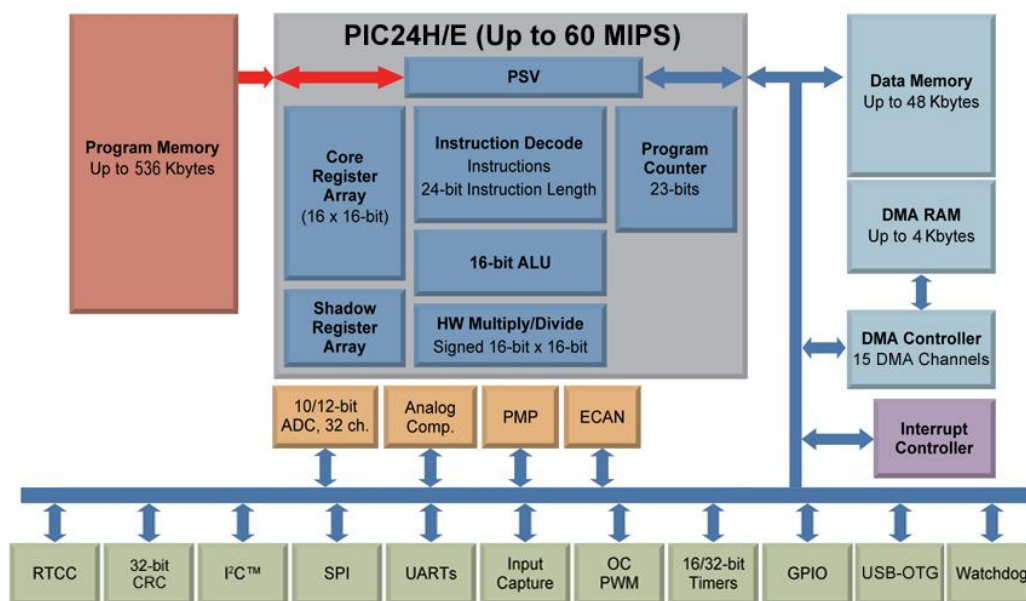 PIC24H/E (Up to 60 MIPS)
PSV
Program Memory
Up to 536 Kbytes
Core
Register
Array
(16 x 16-bit)
Instruction Decode
Instructions
24-bit Instruction Length
Program
Counter
23-bits
Data Memory
Up to 48 Kbytes
DMA RAM
Up to 4 Kbytes
16-bit ALU
Shadow
Register
Array
HW Multiply/Divide
Signed 16-bit x 16-bit
DMA Controller
15 DMA Channels
10/12-bit
ADC, 32 ch.
Analog
Comp.
PMP
ECAN
Interrupt
Controller
RTCC
32-bit
CRC
I²C™
SPI
UARTs
Input
Capture
OC
PWM
16/32-bit
Timers
GPIO
USB-OTG
Watchdog